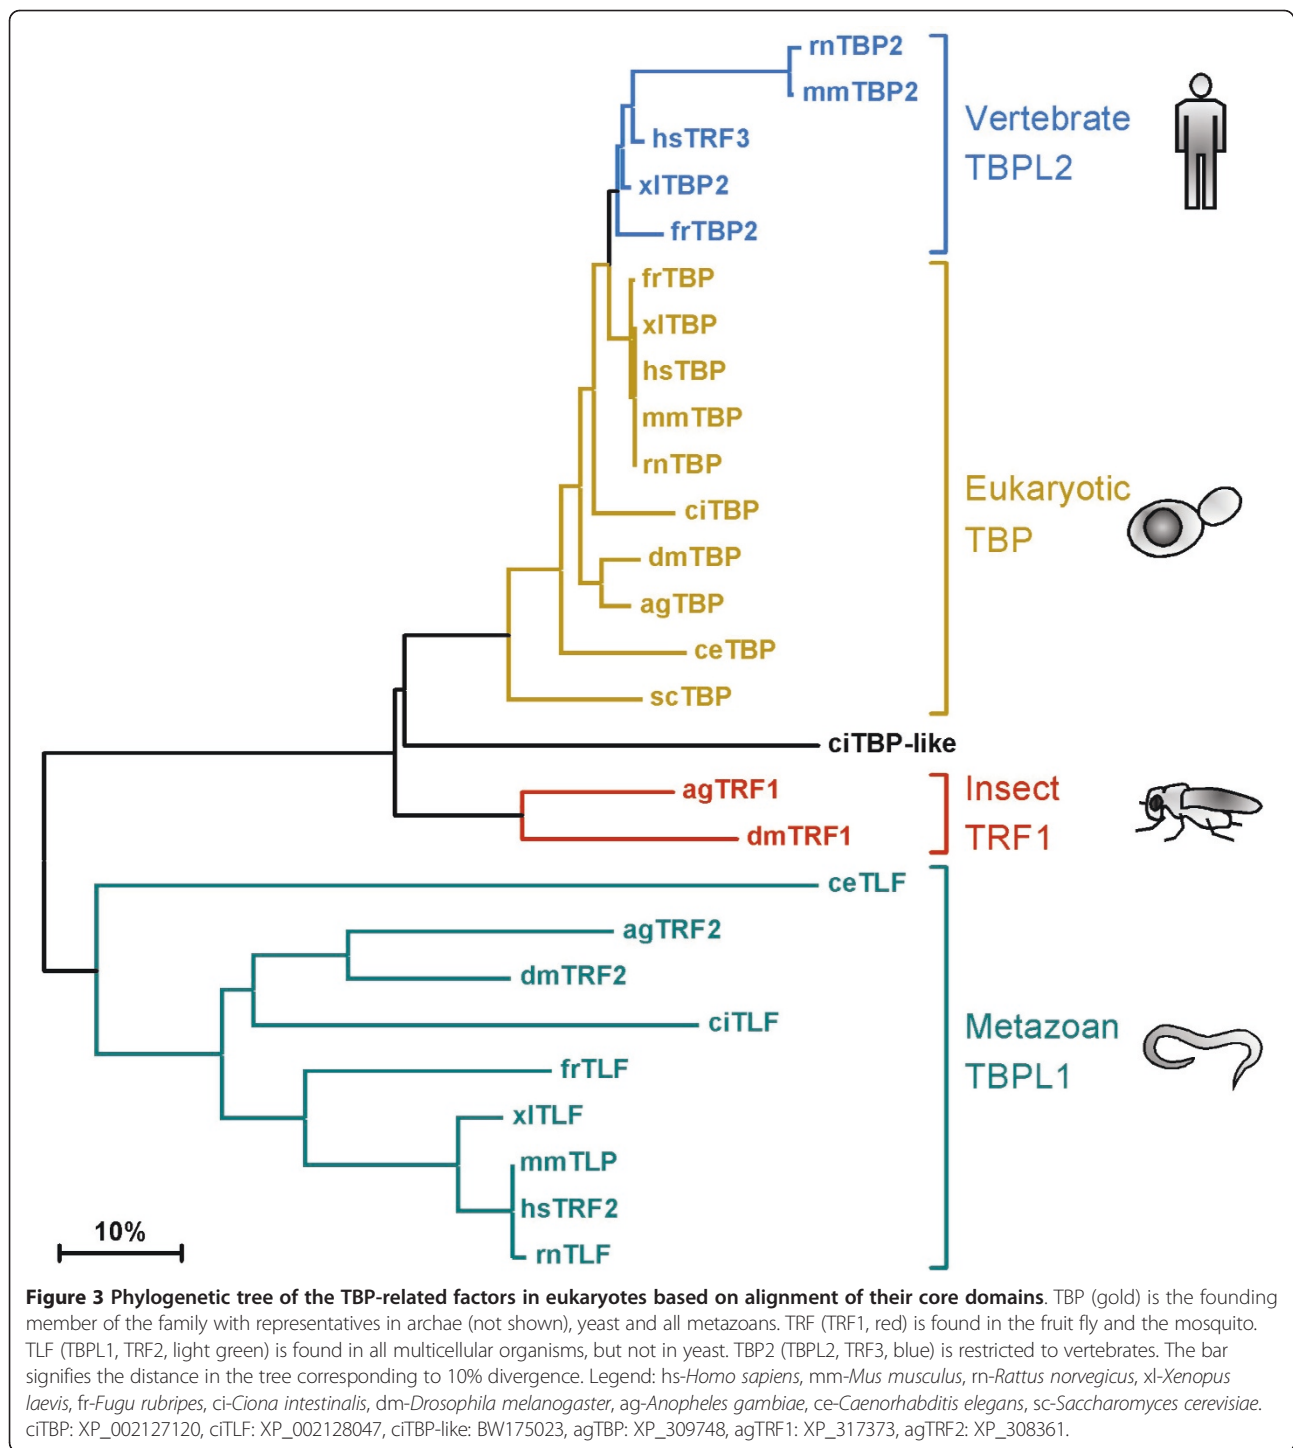 rnTBP2
mmTBP2
hsTRF3
xlTBP2
frTBP2
Vertebrate
TBPL2
frTBP
xlTBP
hsTBP
mmTBP
rnTBP
ciTBP
dmTBP
agTBP
ceTBP
scTBP
Eukaryotic
TBP
ciTBP-like
agTRF1
dmTRF1
Insect
TRF1
ceTLF
agTRF2
dmTRF2
ciTLF
frTLF
xlTLF
mmTLP
hsTRF2
rnTLF
Metazoan
TBPL1
10%
Figure 3 Phylogenetic tree of the TBP-related factors in eukaryotes based on alignment of their core domains. TBP (gold) is the founding
member of the family with representatives in archae (not shown), yeast and all metazoans. TRF (TRF1, red) is found in the fruit fly and the mosquito.
TLF (TBPL1, TRF2, light green) is found in all multicellular organisms, but not in yeast. TBP2 (TBPL2, TRF3, blue) is restricted to vertebrates. The bar
signifies the distance in the tree corresponding to 10% divergence. Legend: hs-Homo sapiens, mm-Mus musculus, rn-Rattus norvegicus, xl-Xenopus
laevis, fr-Fugu rubripes, ci-Ciona intestinalis, dm-Drosophila melanogaster, ag-Anopheles gambiae, ce-Caenorhabditis elegans, sc-Saccharomyces cerevisiae.
ciTBP: XP_002127120, ciTLF: XP_002128047, ciTBP-like: BW175023, agTBP: XP_309748, agTRF1: XP_317373, agTRF2: XP_308361.